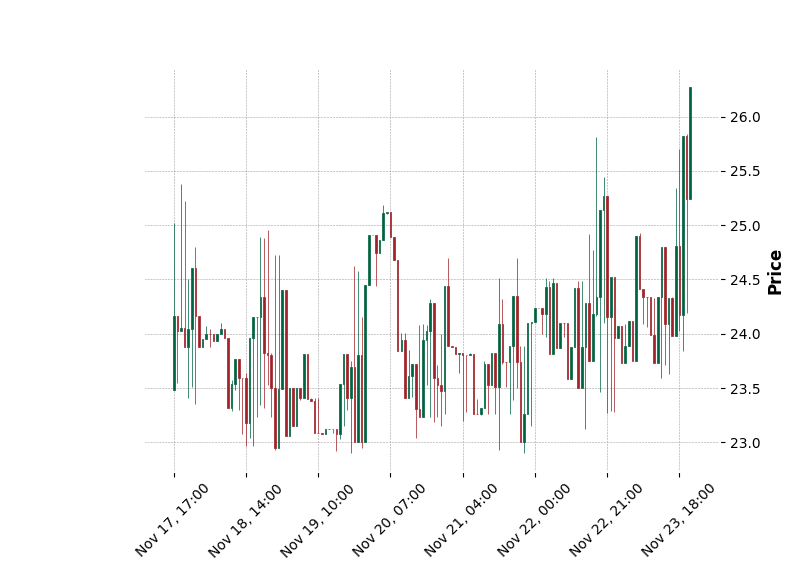 26.0
25.5
25.0
24.5
24.0
23.5
23.0
Price
Nov 17, 17:00
Nov 18, 14:00
Nov 19, 10:00
Nov 20, 07:00
Nov 21, 04:00
Nov 22, 00:00
Nov 22, 21:00
Nov 23, 18:00